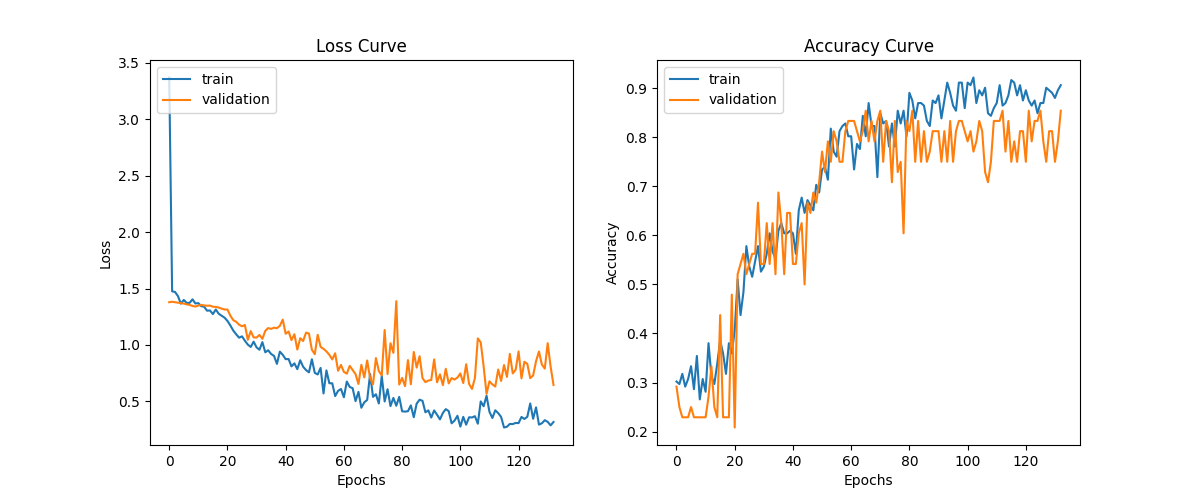 Loss Curve
3.5
3.0
2.5
2.0
1.5
1.0
0.5
Loss
train
validation
0 20 40 60 80 100 120
Epochs
Accuracy Curve
0.9
0.8
0.7
0.6
0.5
0.4
0.3
0.2
Accuracy
train
validation
0 20 40 60 80 100 120
Epochs